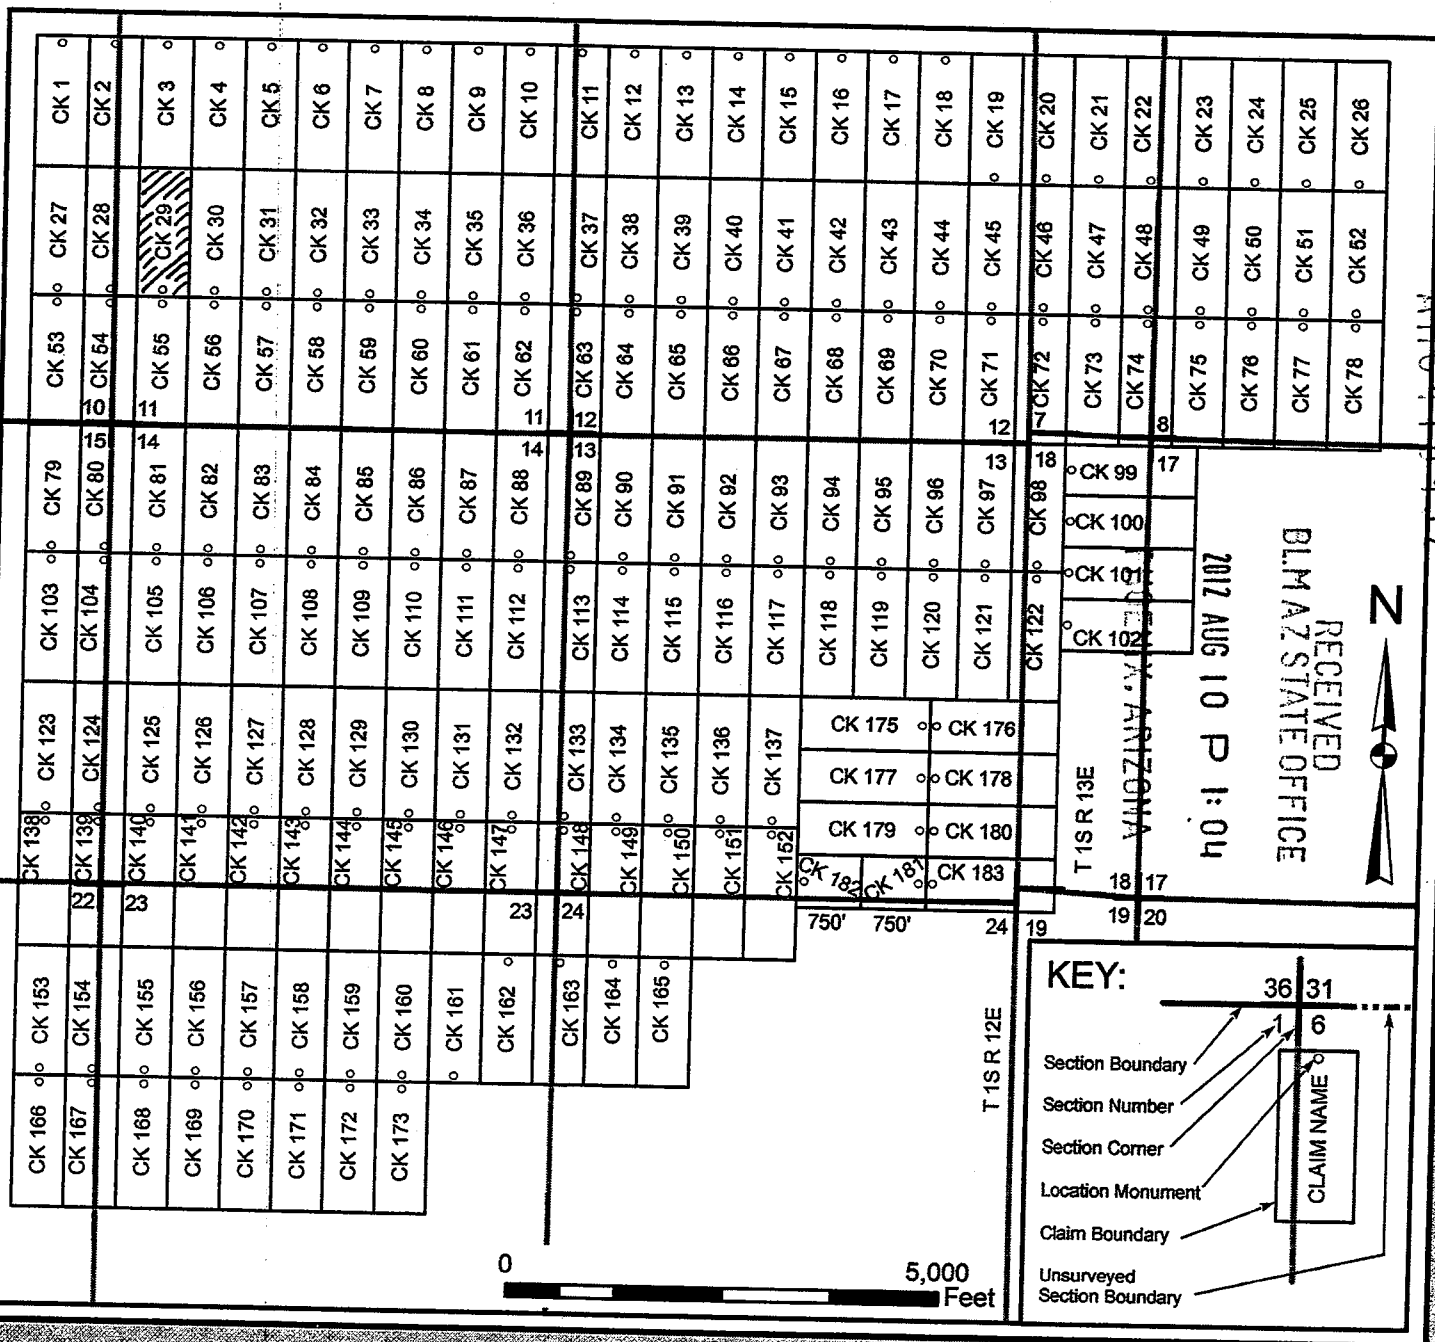 CK 1 CK 2 CK 3 CK 4 CK 5 CK 6 CK 7 CK 8 CK 9 CK 10 CK 11 CK 12 CK 13 CK 14 CK 15 CK 16 CK 17 CK 18 CK 19 CK 20 CK 21 CK 22 CK 23 CK 24 CK 25 CK 26
CK 27 CK 28 CK 29 CK 30 CK 31 CK 32 CK 33 CK 34 CK 35 CK 36 CK 37 CK 38 CK 39 CK 40 CK 41 CK 42 CK 43 CK 44 CK 45 CK 46 CK 47 CK 48 CK 49 CK 50 CK 51 CK 52
CK 53 CK 54 CK 55 CK 56 CK 57 CK 58 CK 59 CK 60 CK 61 CK 62 CK 63 CK 64 CK 65 CK 66 CK 67 CK 68 CK 69 CK 70 CK 71 CK 72 CK 73 CK 74 CK 75 CK 76 CK 77 CK 78
10 11 11 12 12 7 8
15 14 14 13 13 18 17
CK 79 CK 80 CK 81 CK 82 CK 83 CK 84 CK 85 CK 86 CK 87 CK 88 CK 89 CK 90 CK 91 CK 92 CK 93 CK 94 CK 95 CK 96 CK 97 CK 98
CK 99
CK 100
CK 101
CK 102
CK 103 CK 104 CK 105 CK 106 CK 107 CK 108 CK 109 CK 110 CK 111 CK 112 CK 113 CK 114 CK 115 CK 116 CK 117 CK 118 CK 119 CK 120 CK 121 CK 122
CK 123 CK 124 CK 125 CK 126 CK 127 CK 128 CK 129 CK 130 CK 131 CK 132 CK 133 CK 134 CK 135 CK 136 CK 137
CK 175 CK 176
CK 177 CK 178
CK 179 CK 180
CK 182 CK 181 CK 183
CK 138 CK 139 CK 140 CK 141 CK 142 CK 143 CK 144 CK 145 CK 146 CK 147 CK 148 CK 149 CK 150 CK 151 CK 152
22 23 23 24 24 19
750' 750'
18 17
19 20
CK 153 CK 154 CK 155 CK 156 CK 157 CK 158 CK 159 CK 160 CK 161 CK 162 CK 163 CK 164 CK 165
CK 166 CK 167 CK 168 CK 169 CK 170 CK 171 CK 172 CK 173
T1S R 13E
T1S R 12E
RECEIVED
BLM AZ STATE OFFICE
2012 AUG 10 P 1:04
ARIZONA
N
0 5,000
Feet
KEY:
36 31
1 6
Section Boundary
Section Number
Section Corner
Location Monument
Claim Boundary
Unsurveyed
Section Boundary
CLAIM NAME